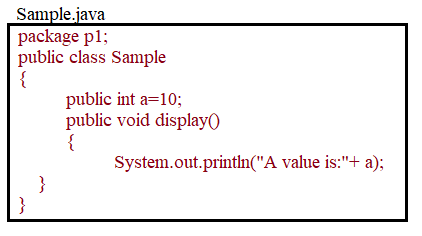 Sample.java
package p1;
public class Sample
{
public int a=10;
public void display()
{
System.out.println("A value is:"+ a);
}
}